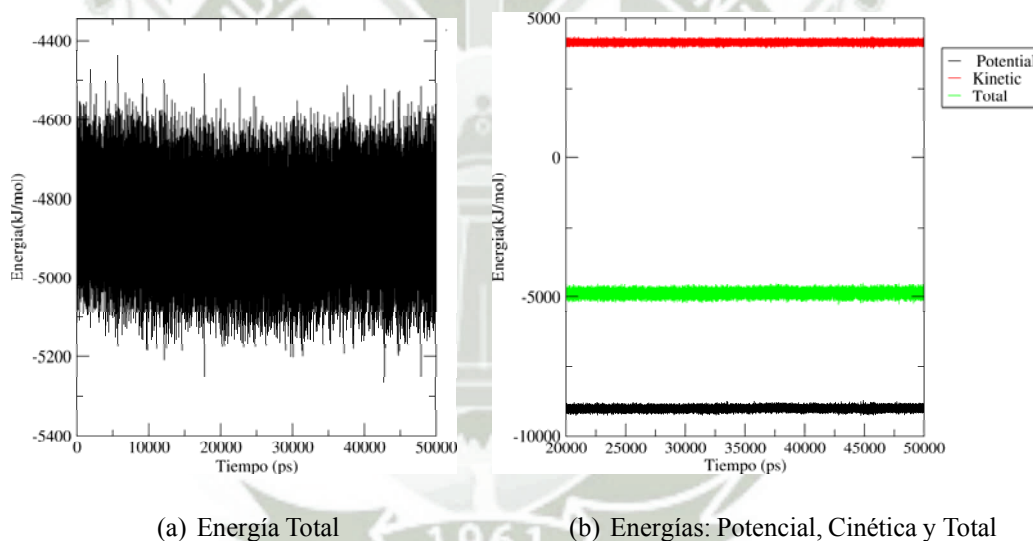 -4400
-4600
-4800
-5000
-5200
-5400
Energia(kJ/mol)
0 10000 20000 30000 40000 50000
Tiempo (ps)
5000
0
-5000
-10000
Energia(kJ/mol)
20000 25000 30000 35000 40000 45000 50000
Tiempo (ps)
Potential
Kinetic
Total
(a) Energía Total
(b) Energías: Potencial, Cinética y Total
1961